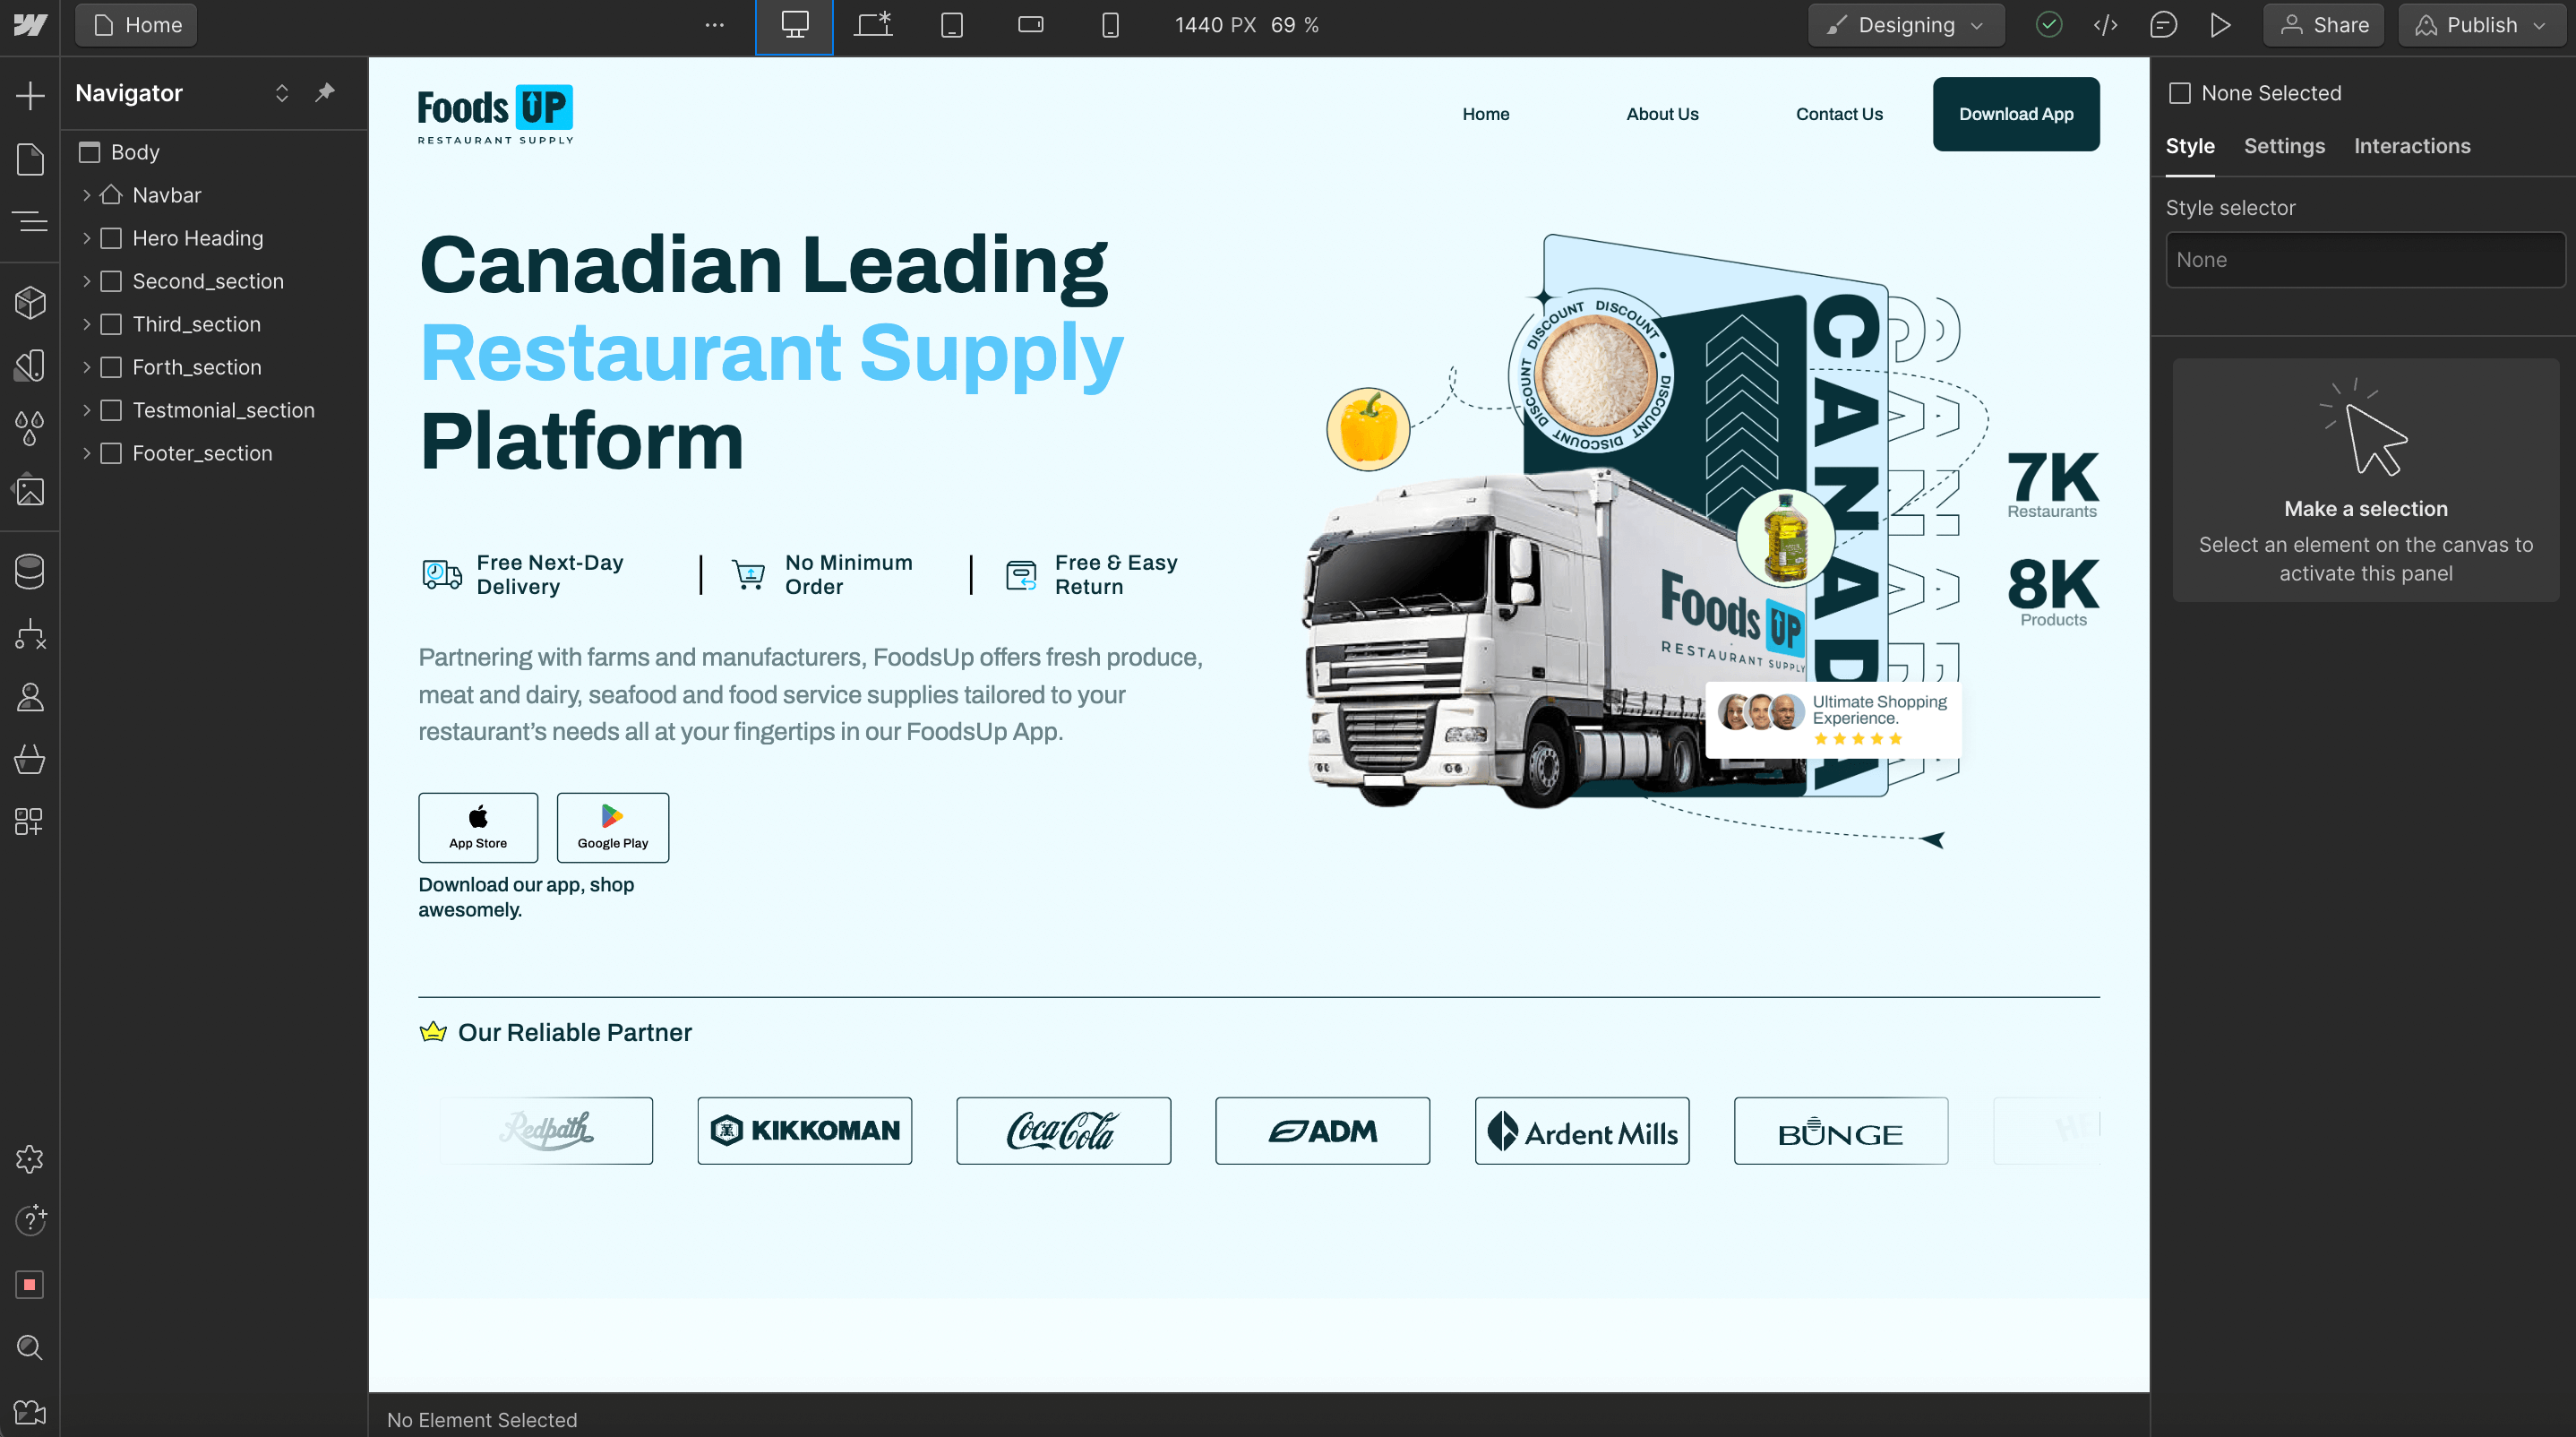 Home
1440 PX 69 %
Designing
Share
Publish
Navigator
Body
Navbar
Hero Heading
Second_section
Third_section
Forth_section
Testmonial_section
Footer_section
Foods UP
RESTAURANT SUPPLY
Home
About Us
Contact Us
Download App
Canadian Leading
Restaurant Supply
Platform
Free Next-Day
Delivery
No Minimum
Order
Free & Easy
Return
Partnering with farms and manufacturers, FoodsUp offers fresh produce,
meat and dairy, seafood and food service supplies tailored to your
restaurant’s needs all at your fingertips in our FoodsUp App.
App Store
Google Play
Download our app, shop
awesomely.
DISCOUNT DISCOUNT • DISCOUNT DISCOUNT DISCOUNT
CANADA
CANADA
Foods UP
RESTAURANT SUPPLY
7K
Restaurants
8K
Products
Ultimate Shopping
Experience.
Our Reliable Partner
Redpath
KIKKOMAN
Coca-Cola
ADM
Ardent Mills
BUNGE
No Element Selected
None Selected
Style
Settings
Interactions
Style selector
None
Make a selection
Select an element on the canvas to
activate this panel